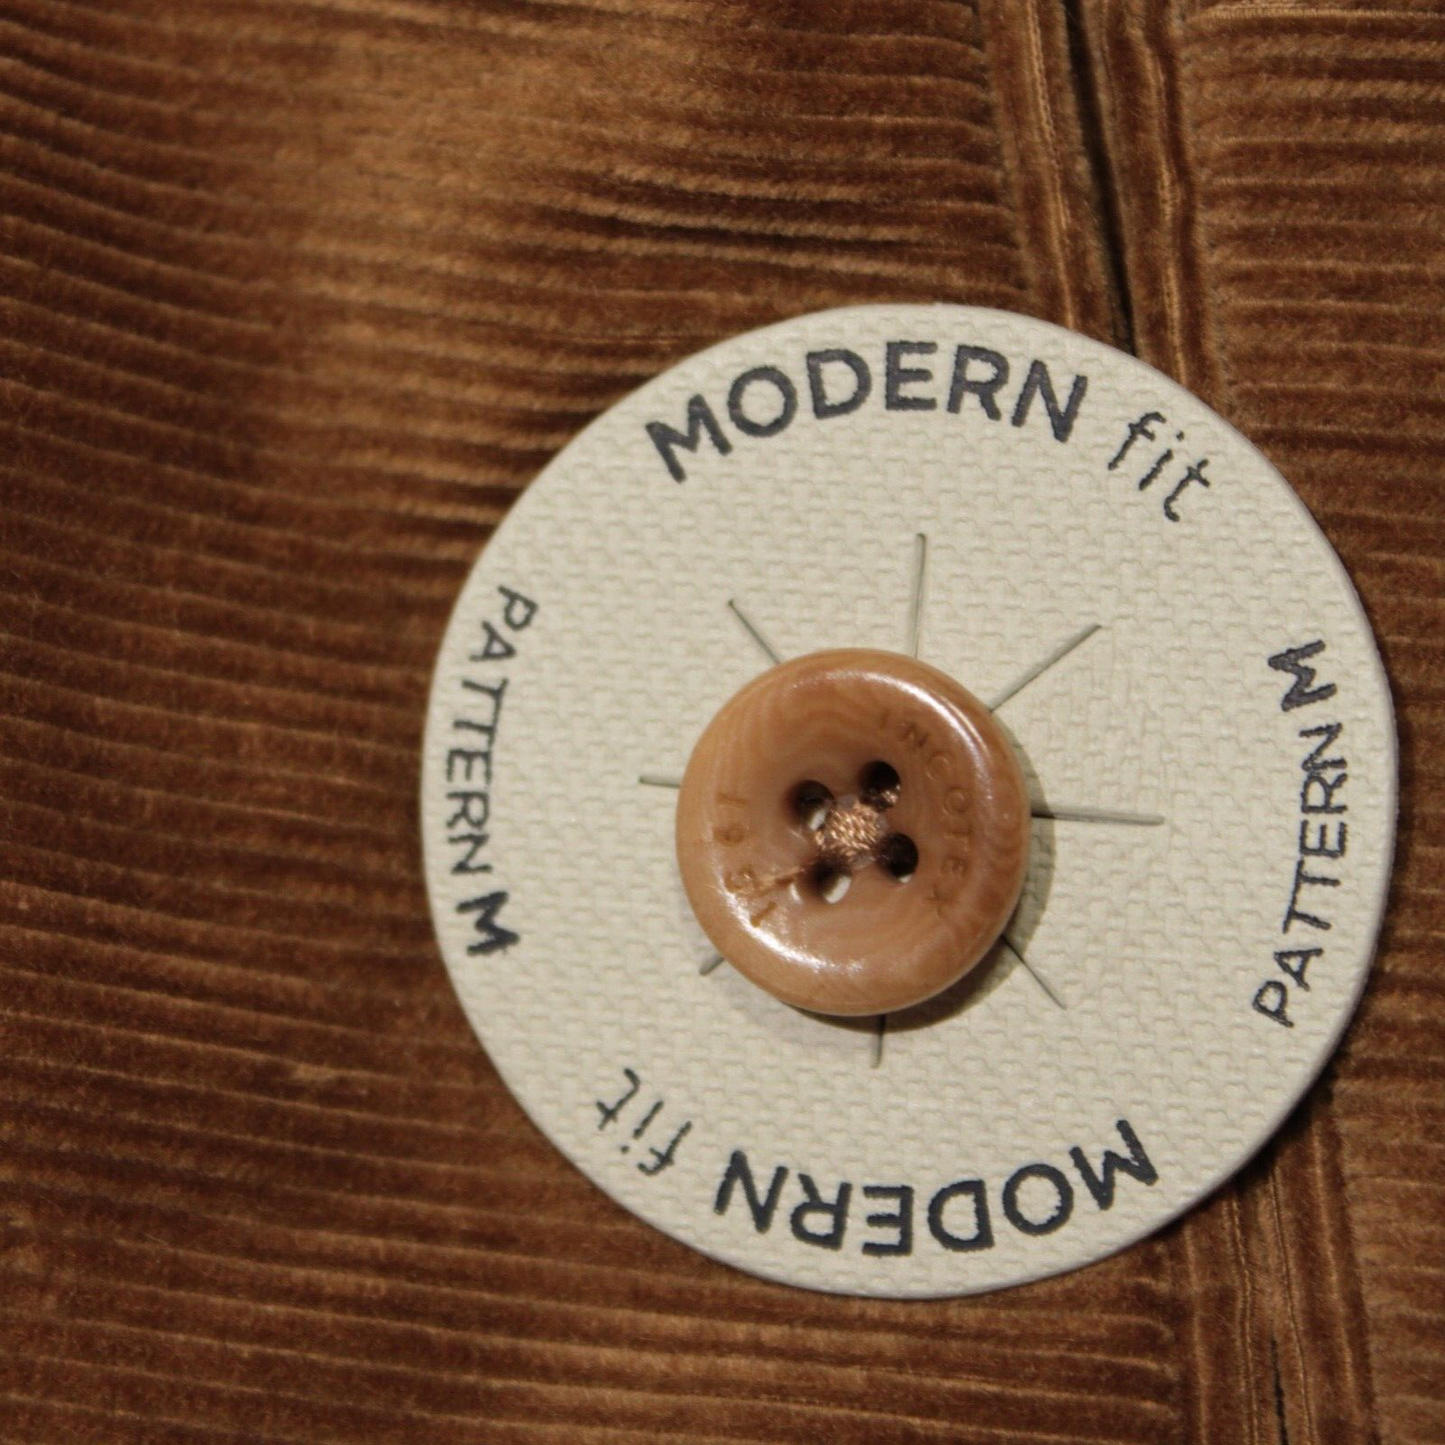 MODERN fit
PATTERN M
PATTERN M
MODERN fit
INCOTEX
1951